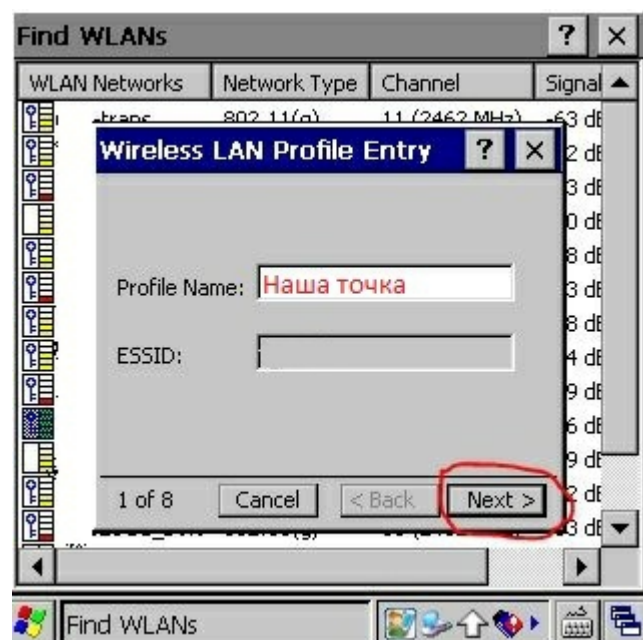 Find WLANs ? ×
WLAN Networks Network Type Channel Signal
-trans 802.11(g) 11 (2462 MHz) -63 dB
Wireless LAN Profile Entry ? ×
Profile Name: Наша точка
ESSID:
1 of 8 Cancel < Back Next >
Find WLANs